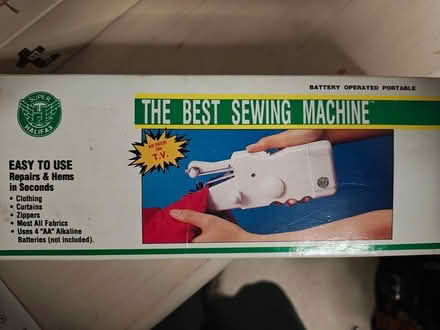 BATTERY OPERATED PORTABLE
SUPER
HALIFAX
THE BEST SEWING MACHINE™
AS SEEN
ON
T.V.
EASY TO USE
Repairs & Hems
in Seconds
• Clothing
• Curtains
• Zippers
• Most All Fabrics
• Uses 4 "AA" Alkaline
Batteries (not included).